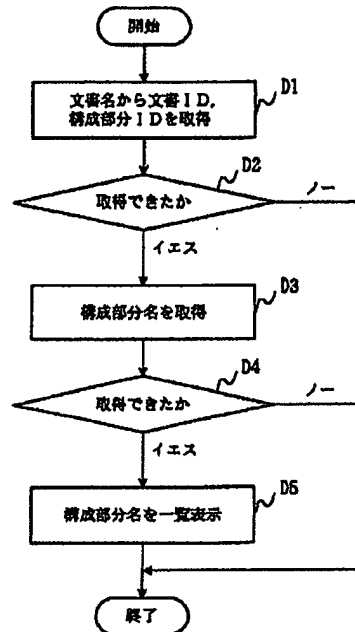 開始
D1
文書名から文書ID,
構成部分IDを取得
D2
取得できたか
ノー
イエス
D3
構成部分名を取得
D4
取得できたか
ノー
イエス
D5
構成部分名を一覧表示
終了